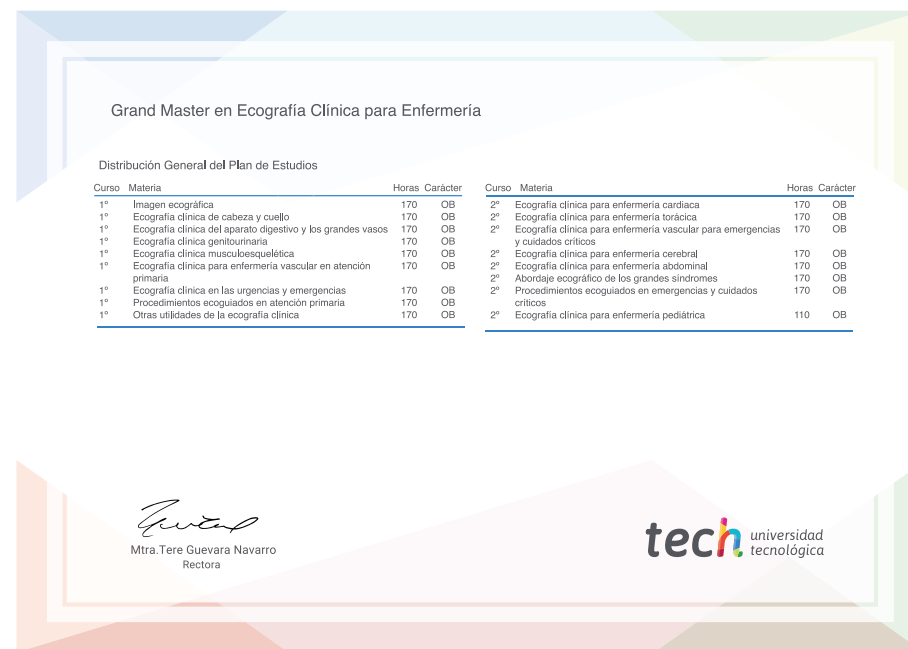 Grand Master en Ecografía Clínica para Enfermería
Distribución General del Plan de Estudios
Curso Materia Horas Carácter
1º Imagen ecográfica 170 OB
1º Ecografía clínica de cabeza y cuello 170 OB
1º Ecografía clínica del aparato digestivo y los grandes vasos 170 OB
1º Ecografía clínica genitourinaria 170 OB
1º Ecografía clínica musculoesquelética 170 OB
1º Ecografía clínica para enfermería vascular en atención 170 OB
primaria
1º Ecografía clínica en las urgencias y emergencias 170 OB
1º Procedimientos ecoguiados en atención primaria 170 OB
1º Otras utilidades de la ecografía clínica 170 OB
Curso Materia Horas Carácter
2º Ecografía clínica para enfermería cardiaca 170 OB
2º Ecografía clínica para enfermería torácica 170 OB
2º Ecografía clínica para enfermería vascular para emergencias 170 OB
y cuidados críticos
2º Ecografía clínica para enfermería cerebral 170 OB
2º Ecografía clínica para enfermería abdominal 170 OB
2º Abordaje ecográfico de los grandes síndromes 170 OB
2º Procedimientos ecoguiados en emergencias y cuidados 170 OB
críticos
2º Ecografía clínica para enfermería pediátrica 110 OB
Mtra.Tere Guevara Navarro
Rectora
tech universidad
tecnológica